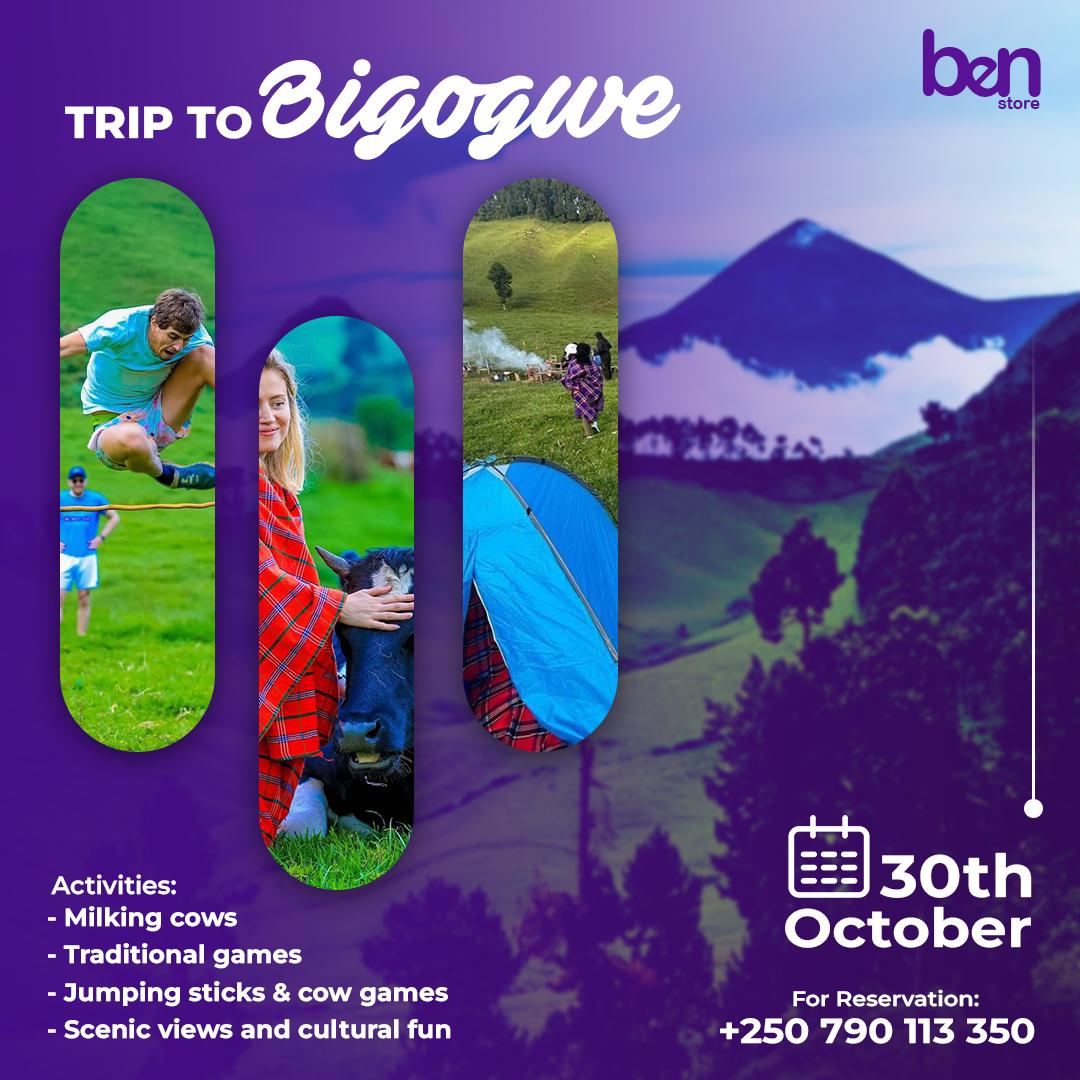 ben
store
TRIP TO Bigogwe
Activities:
- Milking cows
- Traditional games
- Jumping sticks & cow games
- Scenic views and cultural fun
30th
October
For Reservation:
+250 790 113 350